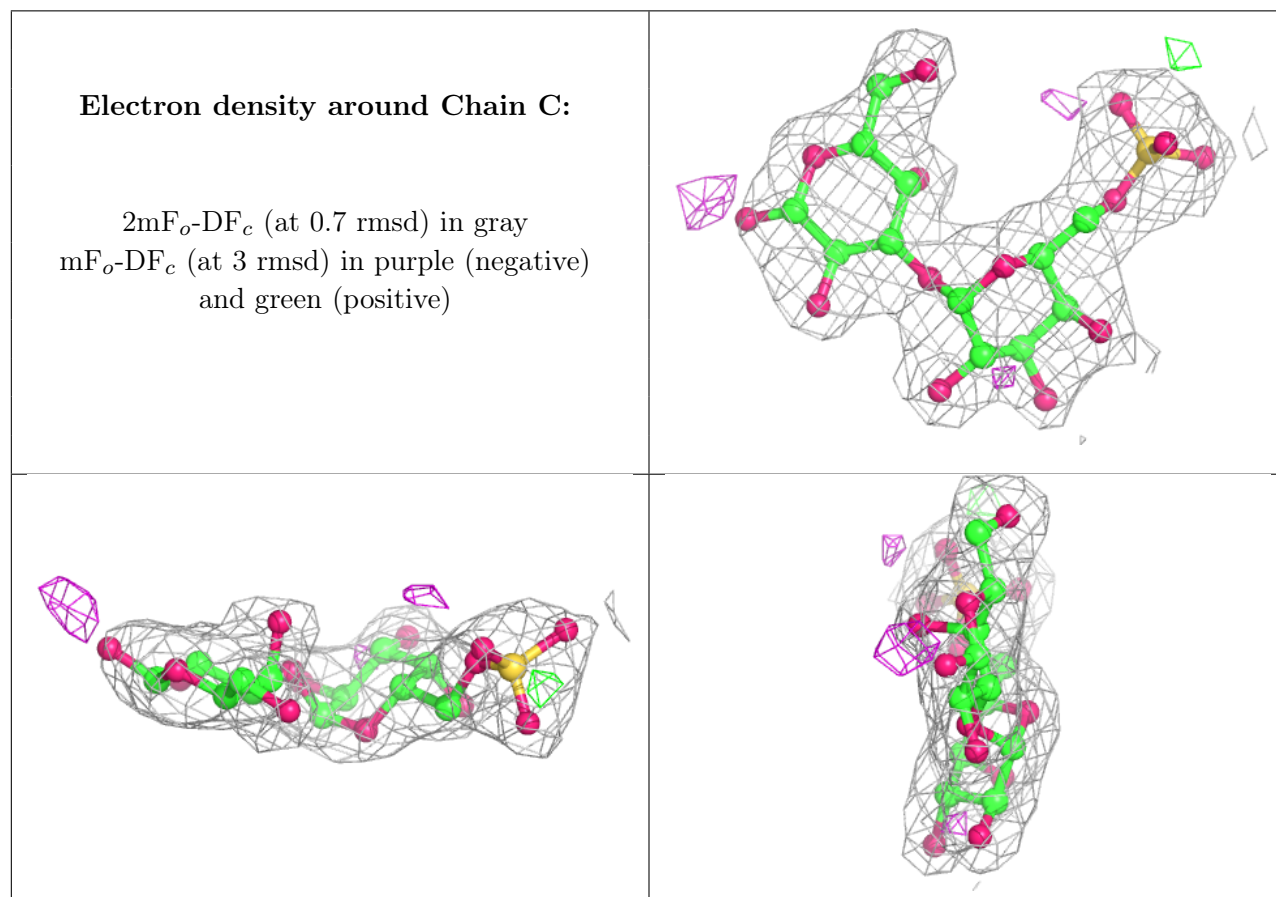 Electron density around Chain C:
2mFo-DFc (at 0.7 rmsd) in gray
mFo-DFc (at 3 rmsd) in purple (negative)
and green (positive)